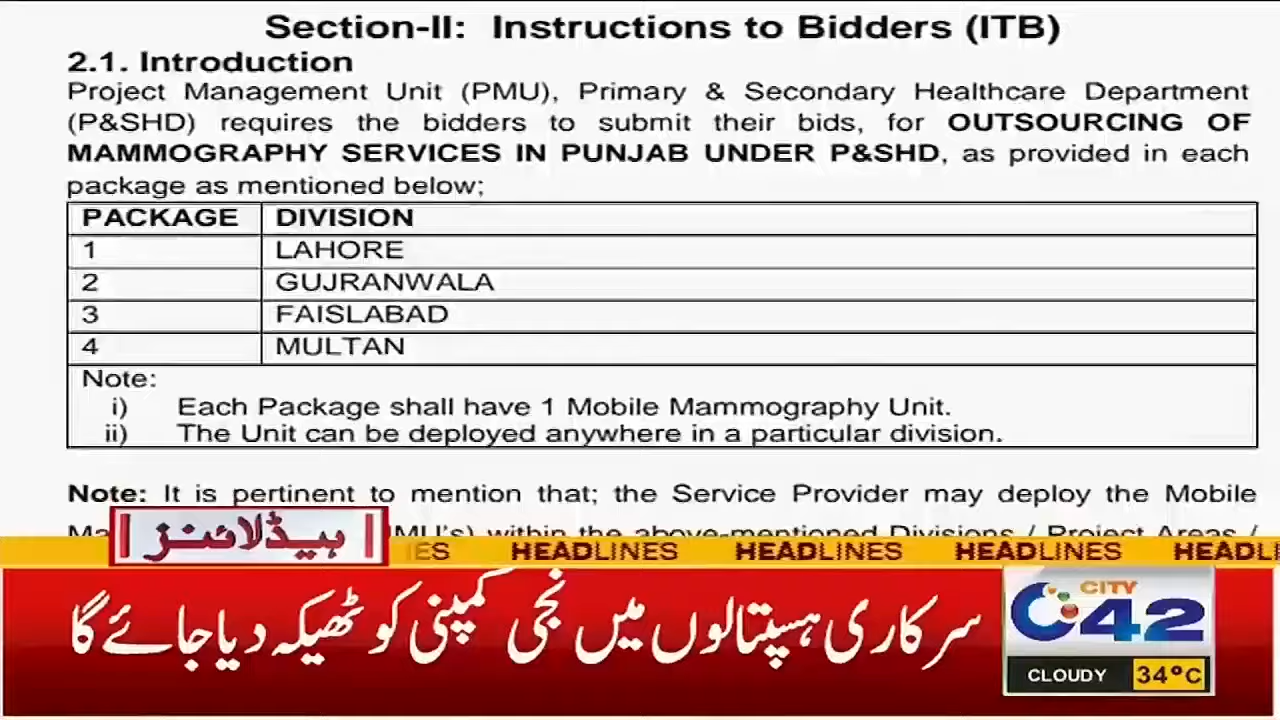 Section-II: Instructions to Bidders (ITB)
2.1. Introduction
Project Management Unit (PMU), Primary & Secondary Healthcare Department
(P&SHD) requires the bidders to submit their bids, for OUTSOURCING OF
MAMMOGRAPHY SERVICES IN PUNJAB UNDER P&SHD, as provided in each
package as mentioned below;
PACKAGE DIVISION
1 LAHORE
2 GUJRANWALA
3 FAISLABAD
4 MULTAN
Note:
i) Each Package shall have 1 Mobile Mammography Unit.
ii) The Unit can be deployed anywhere in a particular division.
Note: It is pertinent to mention that; the Service Provider may deploy the Mobile
within the above-mentioned Divisions / Project Areas /
ہیڈلائنز
HEADLINES HEADLINES HEADLINES
سرکاری ہسپتالوں میں نجی کمپنی کو ٹھیکہ دیا جائے گا
CITY
42
CLOUDY 34°C